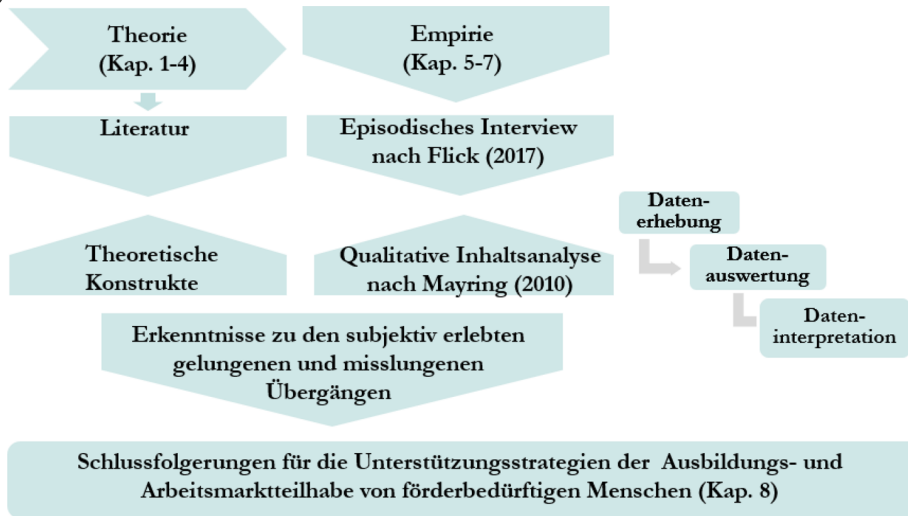 Theorie
(Kap. 1-4)
Empirie
(Kap. 5-7)
Literatur
Episodisches Interview
nach Flick (2017)
Theoretische
Konstrukte
Qualitative Inhaltsanalyse
nach Mayring (2010)
Daten-
erhebung
Daten-
auswertung
Daten-
interpretation
Erkenntnisse zu den subjektiv erlebten
gelungenen und misslungenen
Übergängen
Schlussfolgerungen für die Unterstützungsstrategien der Ausbildungs- und
Arbeitsmarktteilhabe von förderbedürftigen Menschen (Kap. 8)